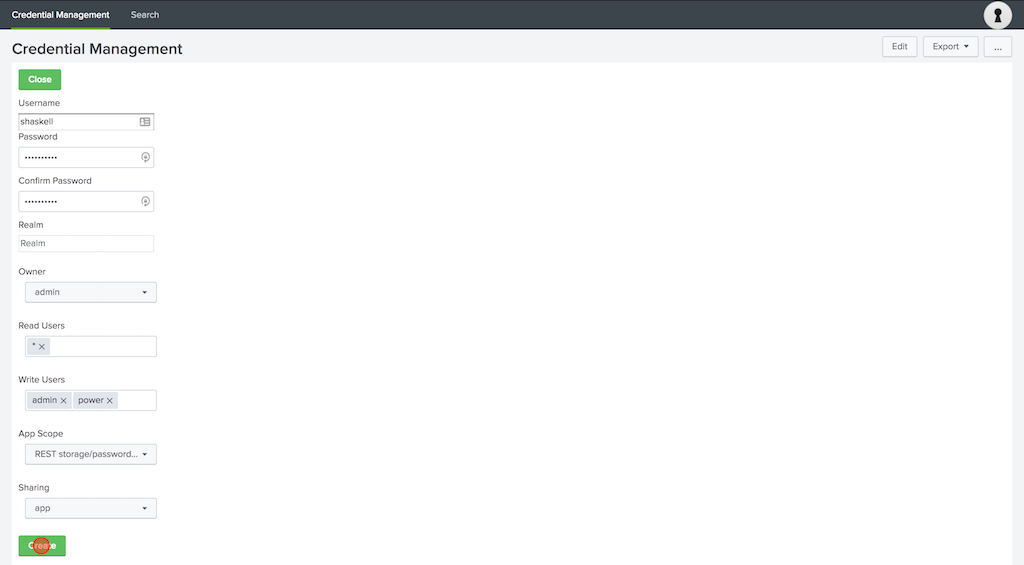 Credential Management Search
Credential Management
Edit Export ...
Close
Username
shaskell
Password
••••••••••
Confirm Password
••••••••••
Realm
Realm
Owner
admin
Read Users
* ×
Write Users
admin × power ×
App Scope
REST storage/password...
Sharing
app
Create